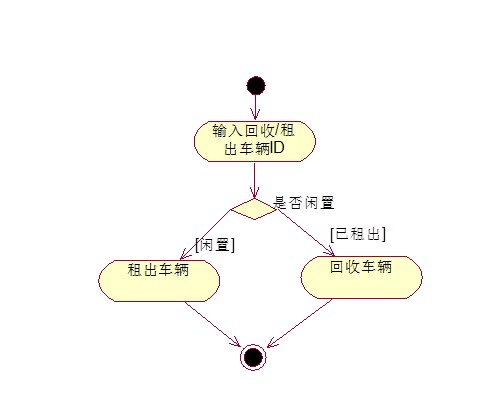 输入回收/租
出车辆ID
是否闲置
[闲置]
[已租出]
租出车辆
回收车辆